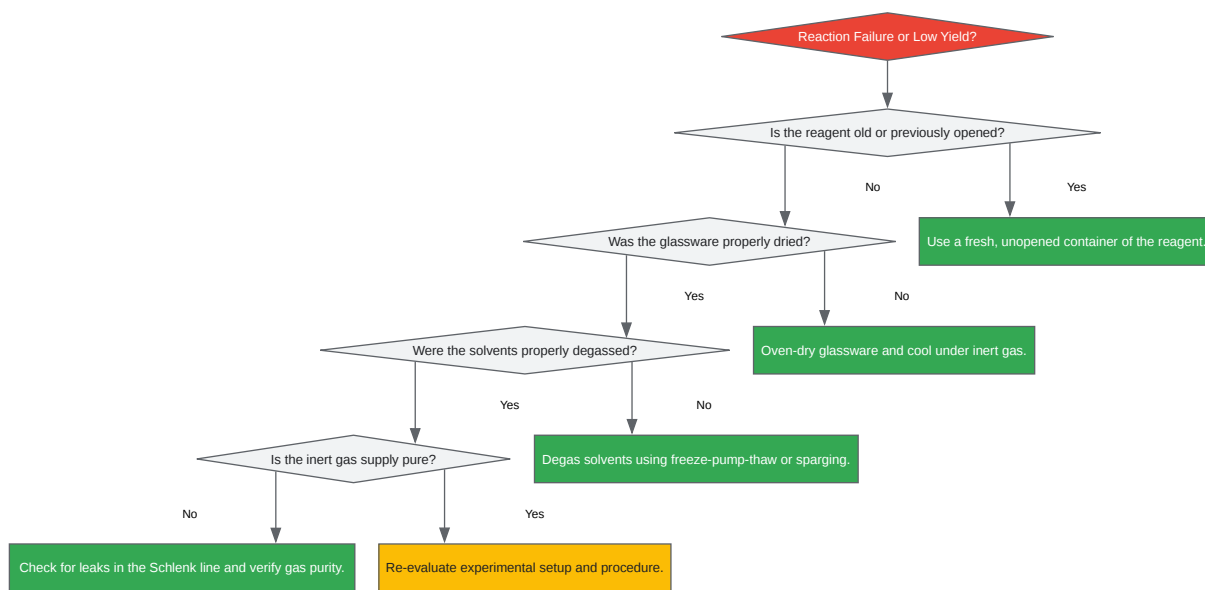 Reaction Failure or Low Yield?
Is the reagent old or previously opened?
No
Yes
Was the glassware properly dried?
Use a fresh, unopened container of the reagent.
Yes
No
Were the solvents properly degassed?
Oven-dry glassware and cool under inert gas.
Yes
No
Is the inert gas supply pure?
Degas solvents using freeze-pump-thaw or sparging.
No
Yes
Check for leaks in the Schlenk line and verify gas purity.
Re-evaluate experimental setup and procedure.